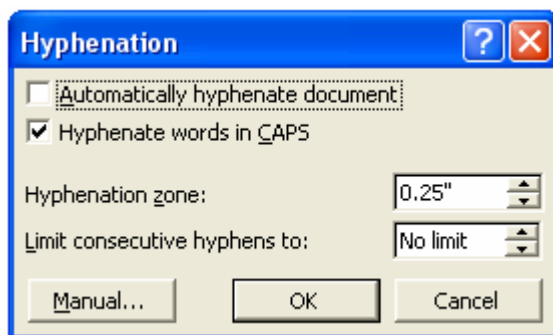 Hyphenation
Automatically hyphenate document
Hyphenate words in CAPS
Hyphenation zone: 0.25"
Limit consecutive hyphens to: No limit
Manual... OK Cancel